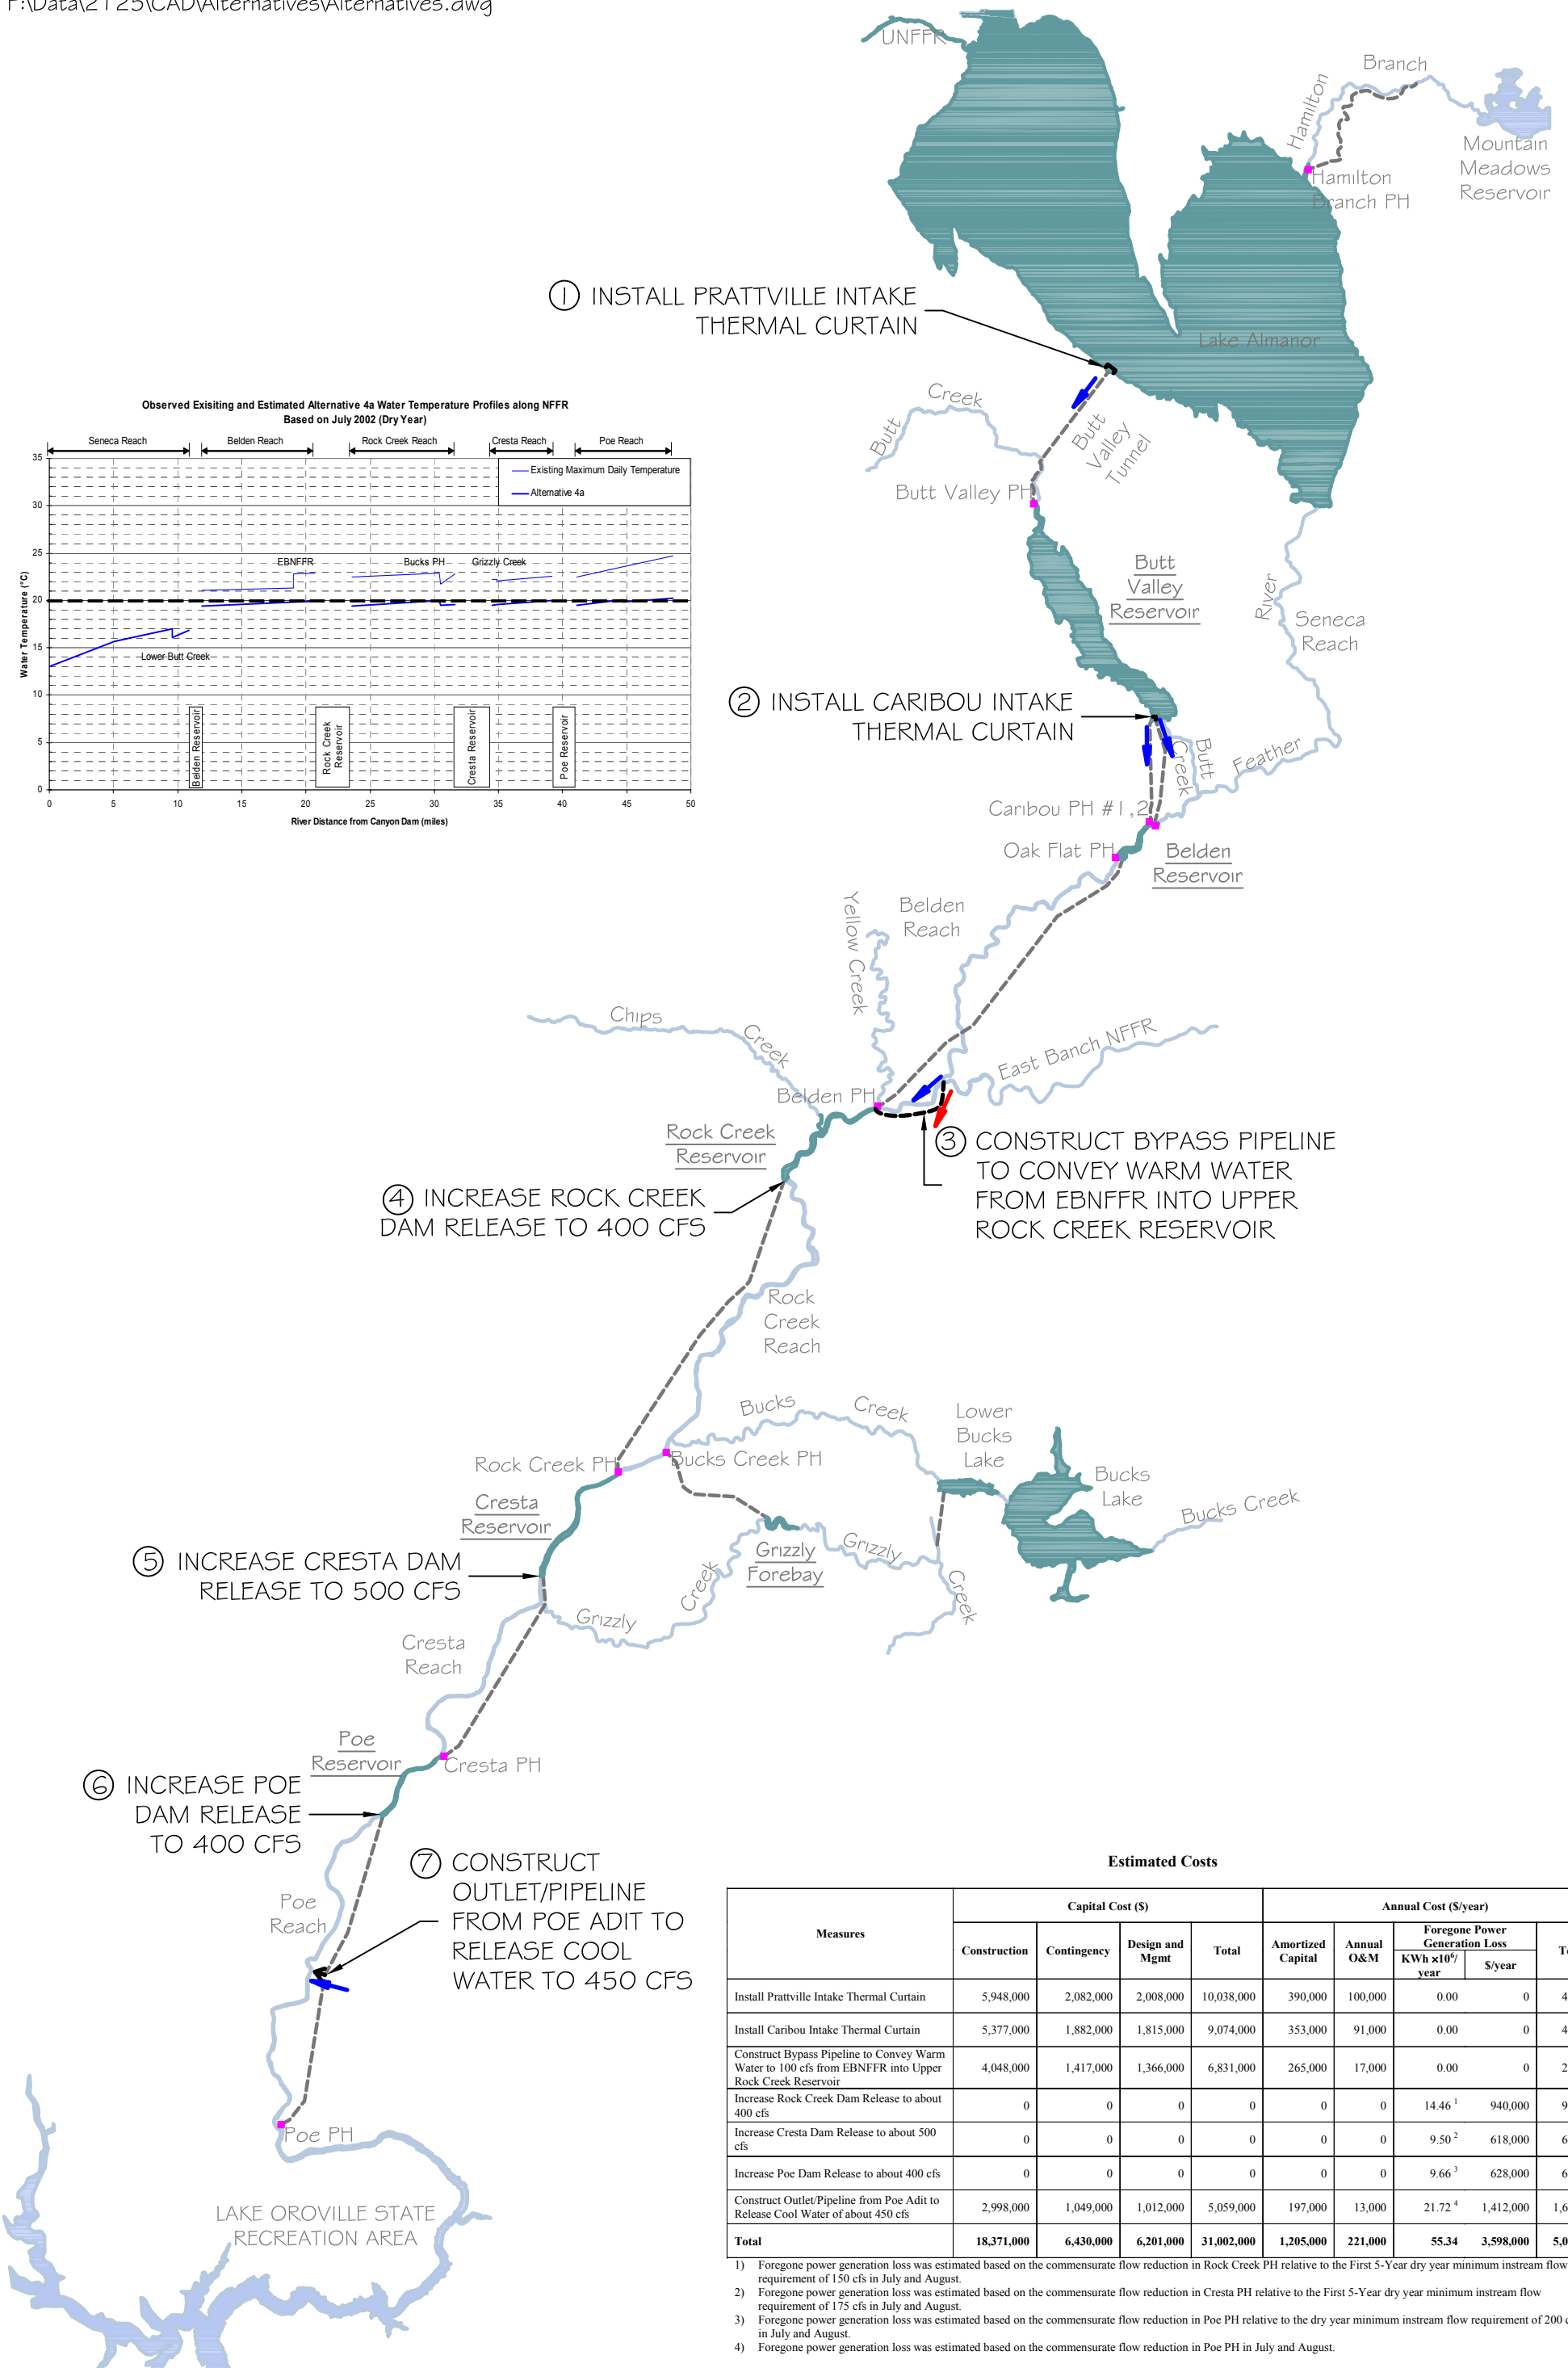 F:\Data\2125\CAD\Alternatives\Alternatives.dwg
UNFFR
Branch
Hamilton
Mountain
Meadows
Reservoir
Hamilton
Branch PH
1 INSTALL PRATTVILLE INTAKE
THERMAL CURTAIN
Lake Almanor
Creek
Butt
Butt
Valley
Tunnel
Butt Valley PH
Butt
Valley
Reservoir
River
Seneca
Reach
Observed Exisiting and Estimated Alternative 4a Water Temperature Profiles along NFFR
Based on July 2002 (Dry Year)
Seneca Reach
Belden Reach
Rock Creek Reach
Cresta Reach
Poe Reach
Existing Maximum Daily Temperature
Alternative 4a
35
30
25
20
15
10
5
0
Water Temperature (°C)
EBNFFR
Bucks PH
Grizzly Creek
Lower Butt Creek
Belden Reservoir
Rock Creek
Reservoir
Cresta Reservoir
Poe Reservoir
0 5 10 15 20 25 30 35 40 45 50
River Distance from Canyon Dam (miles)
2 INSTALL CARIBOU INTAKE
THERMAL CURTAIN
Butt
Creek
Feather
Caribou PH #1,2
Oak Flat PH
Belden
Reservoir
Yellow Creek
Belden
Reach
Chips
Creek
East Banch NFFR
Belden PH
Rock Creek
Reservoir
3 CONSTRUCT BYPASS PIPELINE
TO CONVEY WARM WATER
FROM EBNFFR INTO UPPER
ROCK CREEK RESERVOIR
4 INCREASE ROCK CREEK
DAM RELEASE TO 400 CFS
Rock
Creek
Reach
Bucks
Creek
Lower
Bucks
Lake
Rock Creek PH
Bucks Creek PH
Bucks
Lake
Bucks Creek
Cresta
Reservoir
Grizzly
Forebay
Grizzly
Creek
Creek
Grizzly
5 INCREASE CRESTA DAM
RELEASE TO 500 CFS
Cresta
Reach
Poe
Reservoir
Cresta PH
6 INCREASE POE
DAM RELEASE
TO 400 CFS
7 CONSTRUCT
OUTLET/PIPELINE
FROM POE ADIT TO
RELEASE COOL
WATER TO 450 CFS
Poe
Reach
Poe PH
LAKE OROVILLE STATE
RECREATION AREA
Estimated Costs
Measures
Capital Cost ($)
Annual Cost ($/year)
Construction
Contingency
Design and
Mgmt
Total
Amortized
Capital
Annual
O&M
Foregone Power
Generation Loss
KWh ×10⁶/
year
$/year
Install Prattville Intake Thermal Curtain 5,948,000 2,082,000 2,008,000 10,038,000 390,000 100,000 0.00 0 4
Install Caribou Intake Thermal Curtain 5,377,000 1,882,000 1,815,000 9,074,000 353,000 91,000 0.00 0 4
Construct Bypass Pipeline to Convey Warm
Water to 100 cfs from EBNFFR into Upper 4,048,000 1,417,000 1,366,000 6,831,000 265,000 17,000 0.00 0 2
Rock Creek Reservoir
Increase Rock Creek Dam Release to about
400 cfs 0 0 0 0 0 0 14.46 1 940,000 9
Increase Cresta Dam Release to about 500
cfs 0 0 0 0 0 0 9.50 2 618,000 6
Increase Poe Dam Release to about 400 cfs 0 0 0 0 0 0 9.66 3 628,000 6
Construct Outlet/Pipeline from Poe Adit to
Release Cool Water of about 450 cfs 2,998,000 1,049,000 1,012,000 5,059,000 197,000 13,000 21.72 4 1,412,000 1,6
Total 18,371,000 6,430,000 6,201,000 31,002,000 1,205,000 221,000 55.34 3,598,000 5,0
1) Foregone power generation loss was estimated based on the commensurate flow reduction in Rock Creek PH relative to the First 5-Year dry year minimum instream flow
requirement of 150 cfs in July and August.
2) Foregone power generation loss was estimated based on the commensurate flow reduction in Cresta PH relative to the First 5-Year dry year minimum instream flow
requirement of 175 cfs in July and August.
3) Foregone power generation loss was estimated based on the commensurate flow reduction in Poe PH relative to the dry year minimum instream flow requirement of 200 c
in July and August.
4) Foregone power generation loss was estimated based on the commensurate flow reduction in Poe PH in July and August.